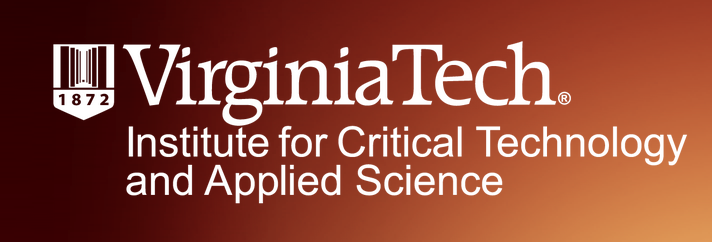 1872
VirginiaTech®
Institute for Critical Technology
and Applied Science